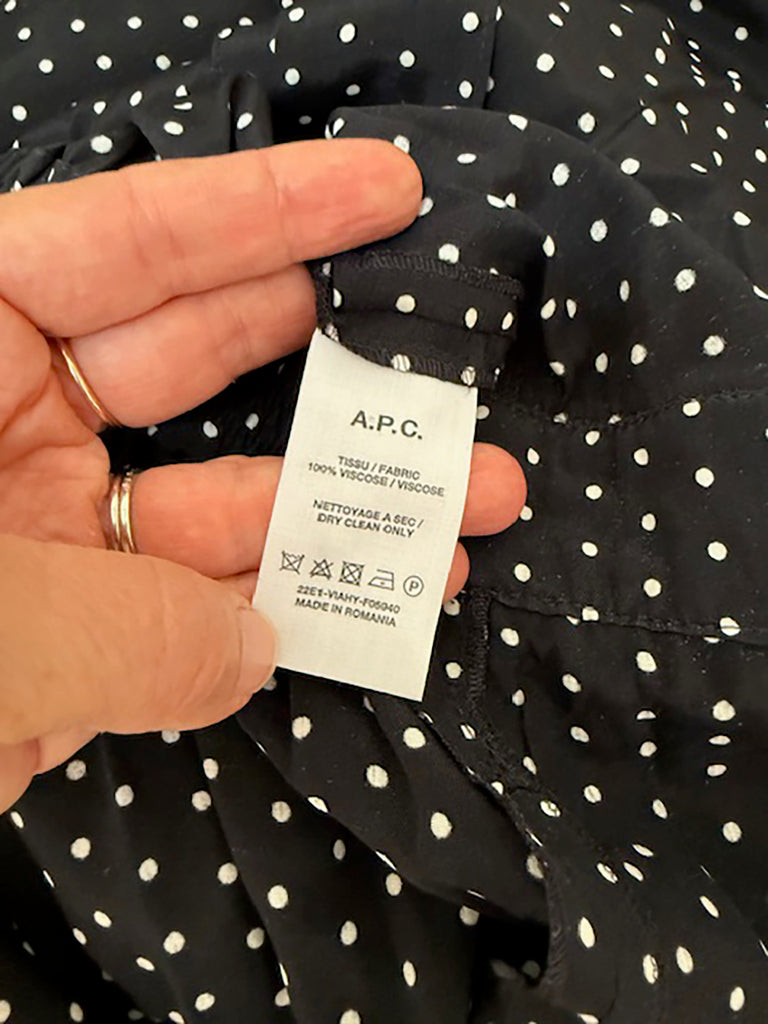 A.P.C.
TISSU / FABRIC
100% VISCOSE / VISCOSE
NETTOYAGE A SEC /
DRY CLEAN ONLY
P
22E1-VIAHY-F05940
MADE IN ROMANIA